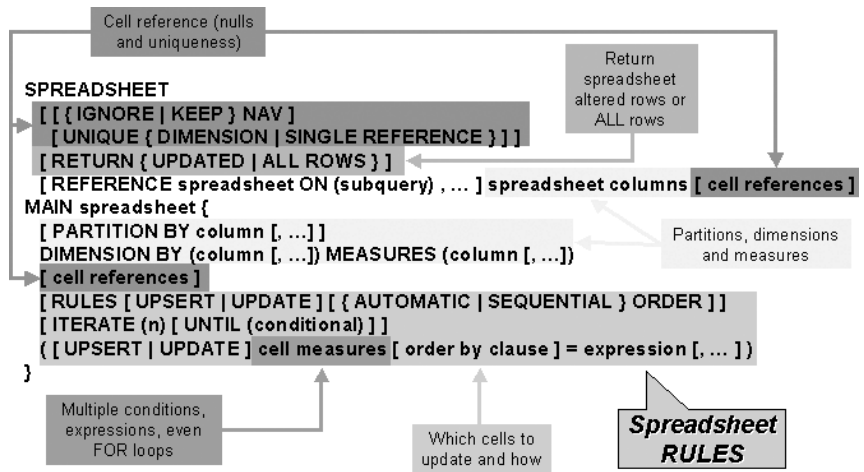 Cell reference (nulls
and uniqueness)
Return
spreadsheet
altered rows or
ALL rows
SPREADSHEET
[ [ { IGNORE | KEEP } NAV ]
[ UNIQUE { DIMENSION | SINGLE REFERENCE } ] ]
[ RETURN { UPDATED | ALL ROWS } ]
[ REFERENCE spreadsheet ON (subquery) , … ] spreadsheet columns [ cell references ]
MAIN spreadsheet {
[ PARTITION BY column [, …] ]
DIMENSION BY (column [, …]) MEASURES (column [, …])
[ cell references ]
[ RULES [ UPSERT | UPDATE ] [ { AUTOMATIC | SEQUENTIAL } ORDER ] ]
[ ITERATE (n) [ UNTIL (conditional) ] ]
( [ UPSERT | UPDATE ] cell measures [ order by clause ] = expression [, … ] )
}
Partitions, dimensions
and measures
Multiple conditions,
expressions, even
FOR loops
Which cells to
update and how
Spreadsheet
RULES